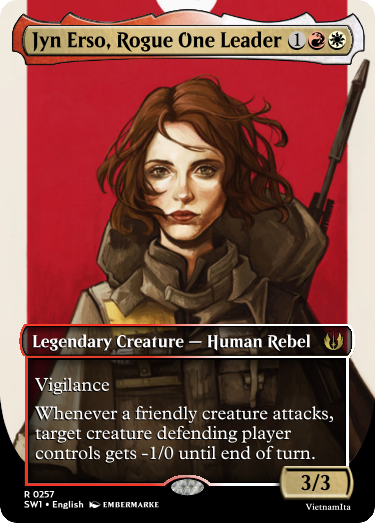 Jyn Erso, Rogue One Leader 1
Legendary Creature — Human Rebel
Vigilance
Whenever a friendly creature attacks,
target creature defending player
controls gets -1/0 until end of turn.
3/3
R 0257
SW1 • English EMBERMARKE
VietnamIta